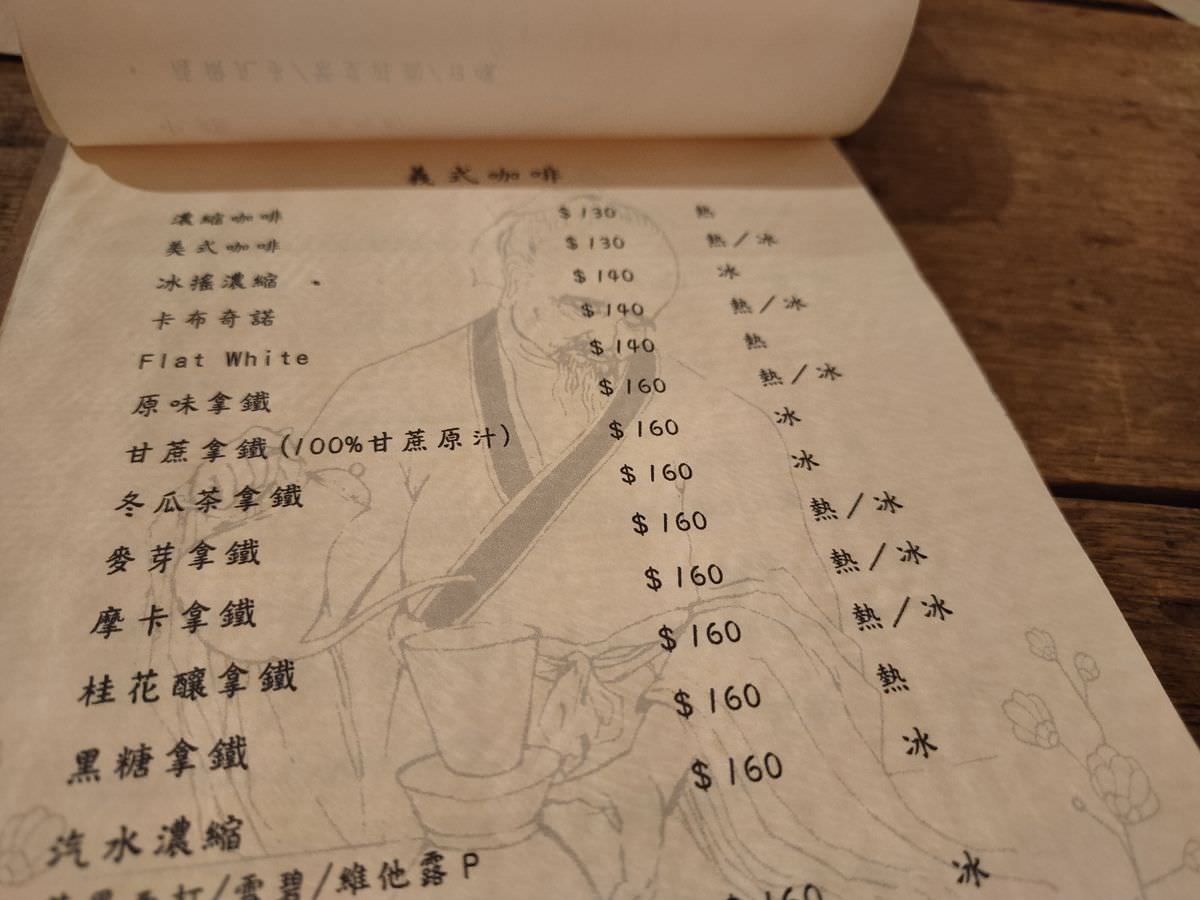 義式咖啡
濃縮咖啡 $130 熱
美式咖啡 $130 熱/冰
冰搖濃縮 $140 冰
卡布奇諾 $140 熱/冰
Flat White $140 熱
原味拿鐵 $160 熱/冰
甘蔗拿鐵(100%甘蔗原汁) $160 冰
冬瓜茶拿鐵 $160 冰
麥芽拿鐵 $160 熱/冰
摩卡拿鐵 $160 熱/冰
桂花釀拿鐵 $160 熱/冰
黑糖拿鐵 $160 熱
汽水濃縮 $160 冰
/雪碧/維他露P $160 冰